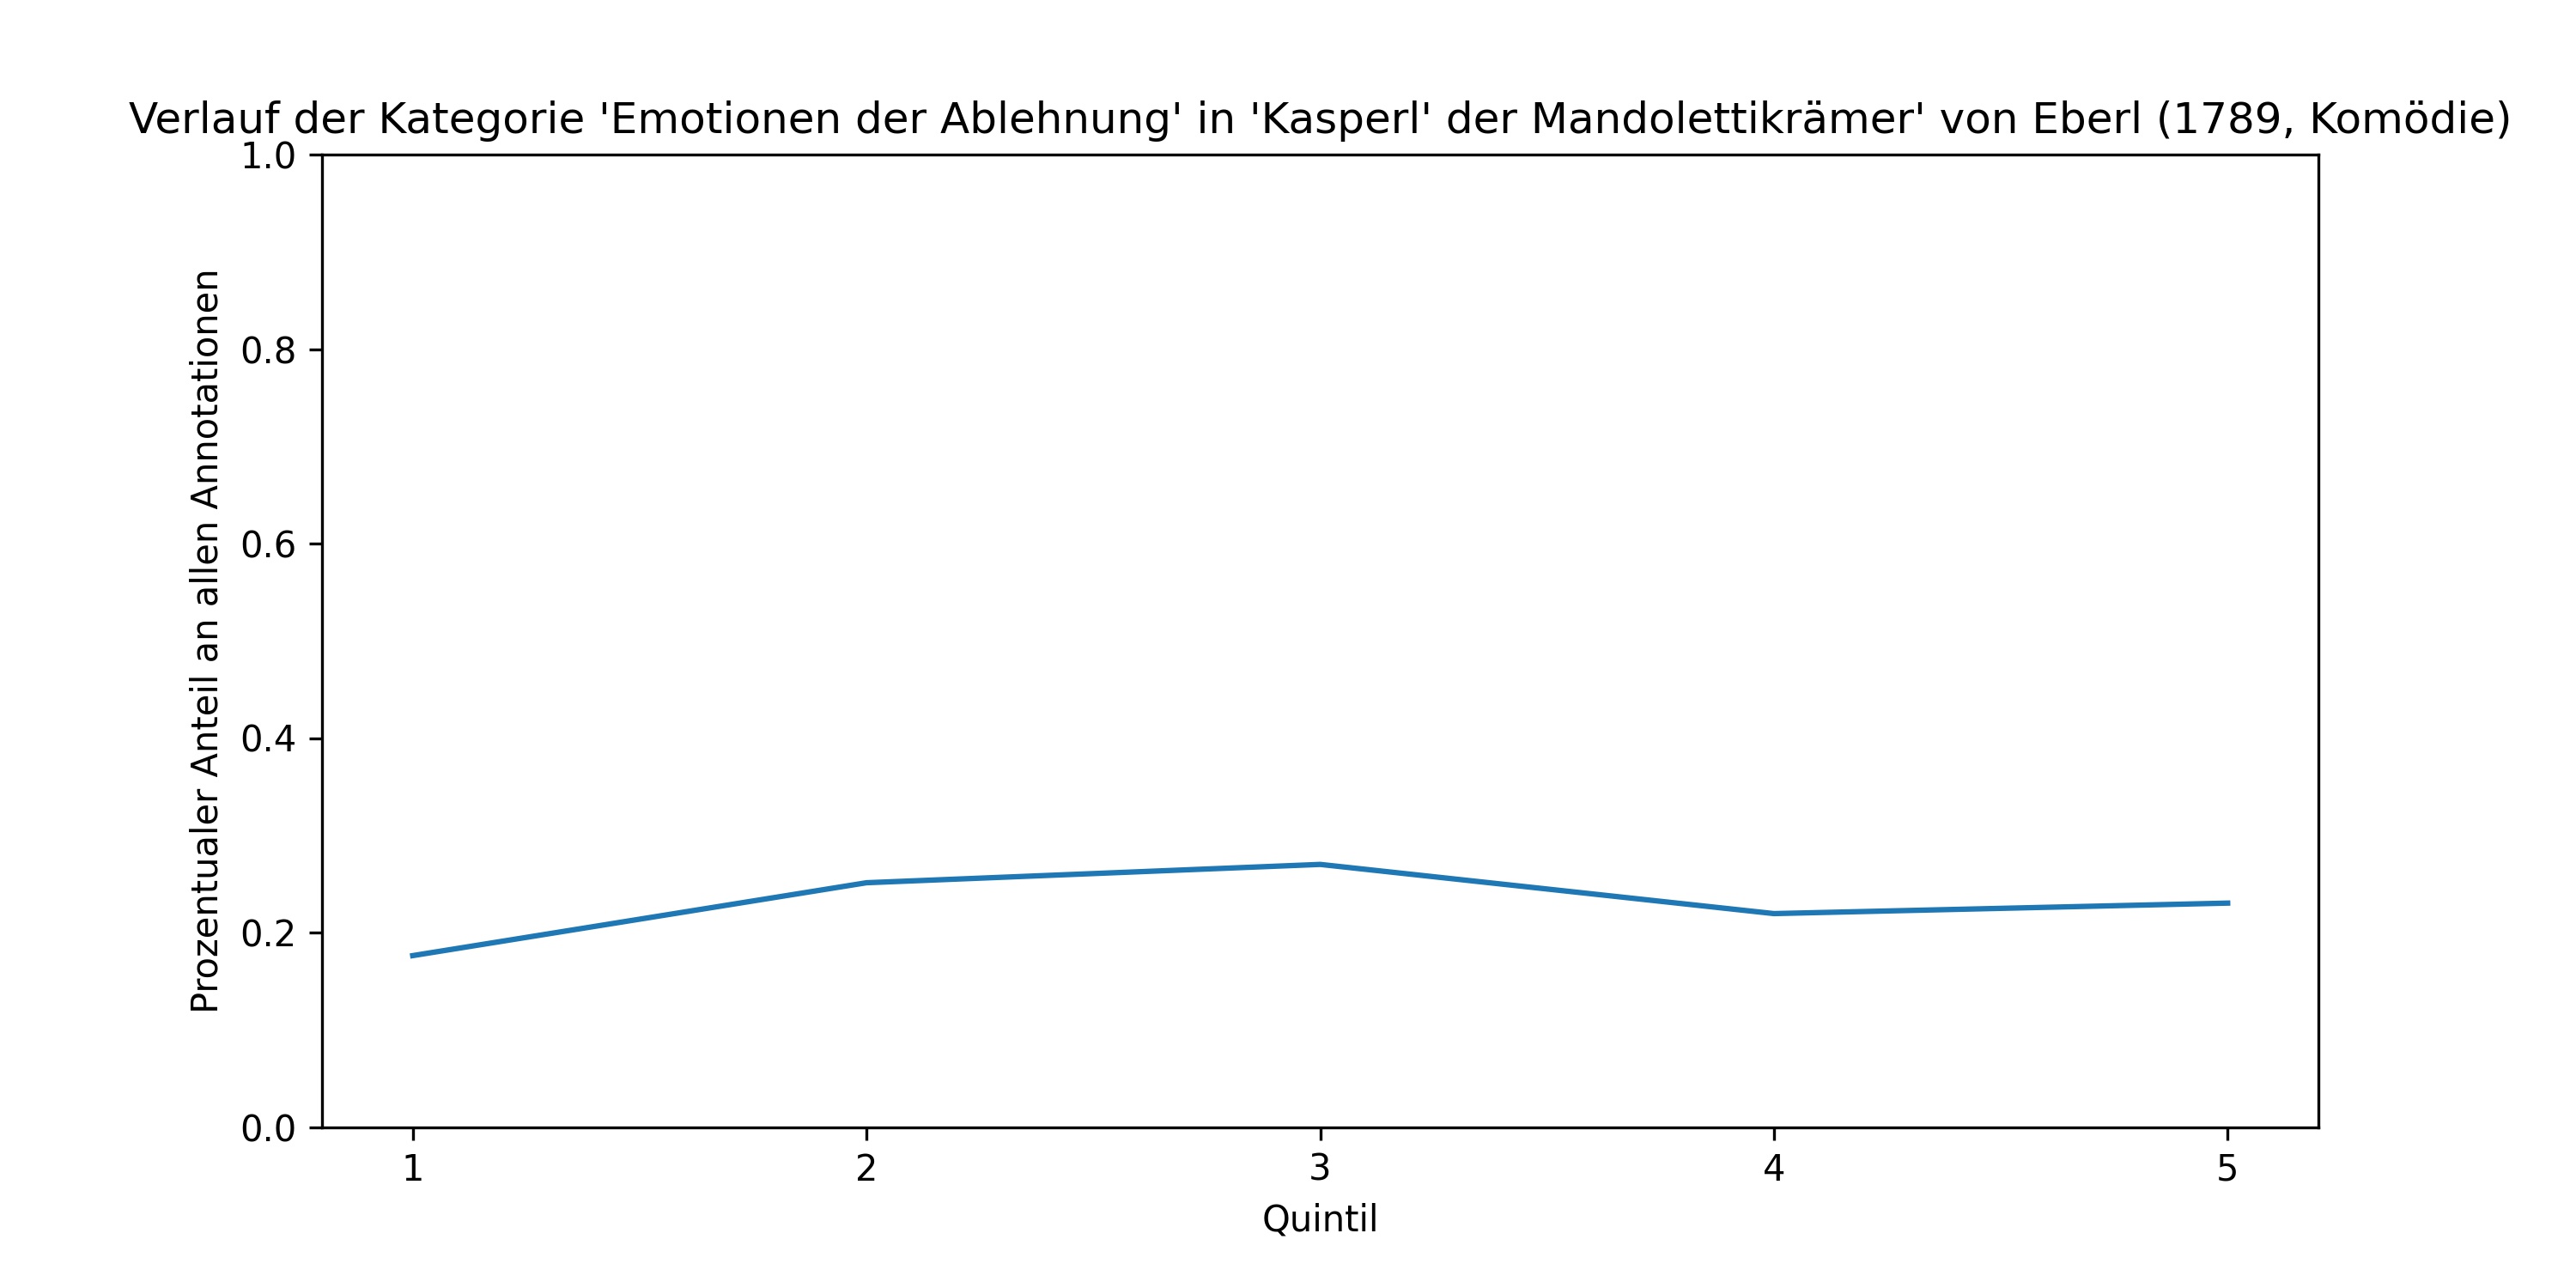 Verlauf der Kategorie 'Emotionen der Ablehnung' in 'Kasperl' der Mandolettikrämer' von Eberl (1789, Komödie)
Prozentualer Anteil an allen Annotationen
1.0
0.8
0.6
0.4
0.2
0.0
1 2 3 4 5
Quintil